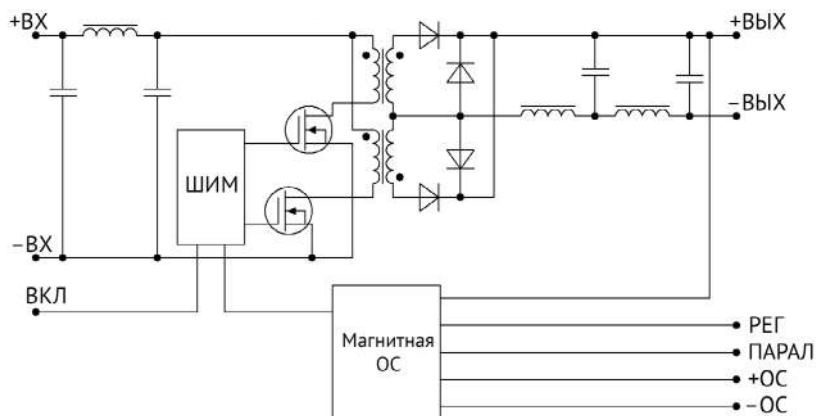 +ВХ
+ВЫХ
−ВЫХ
ШИМ
−ВХ
ВКЛ
Магнитная
ОС
РЕГ
ПАРАЛ
+ОС
−ОС